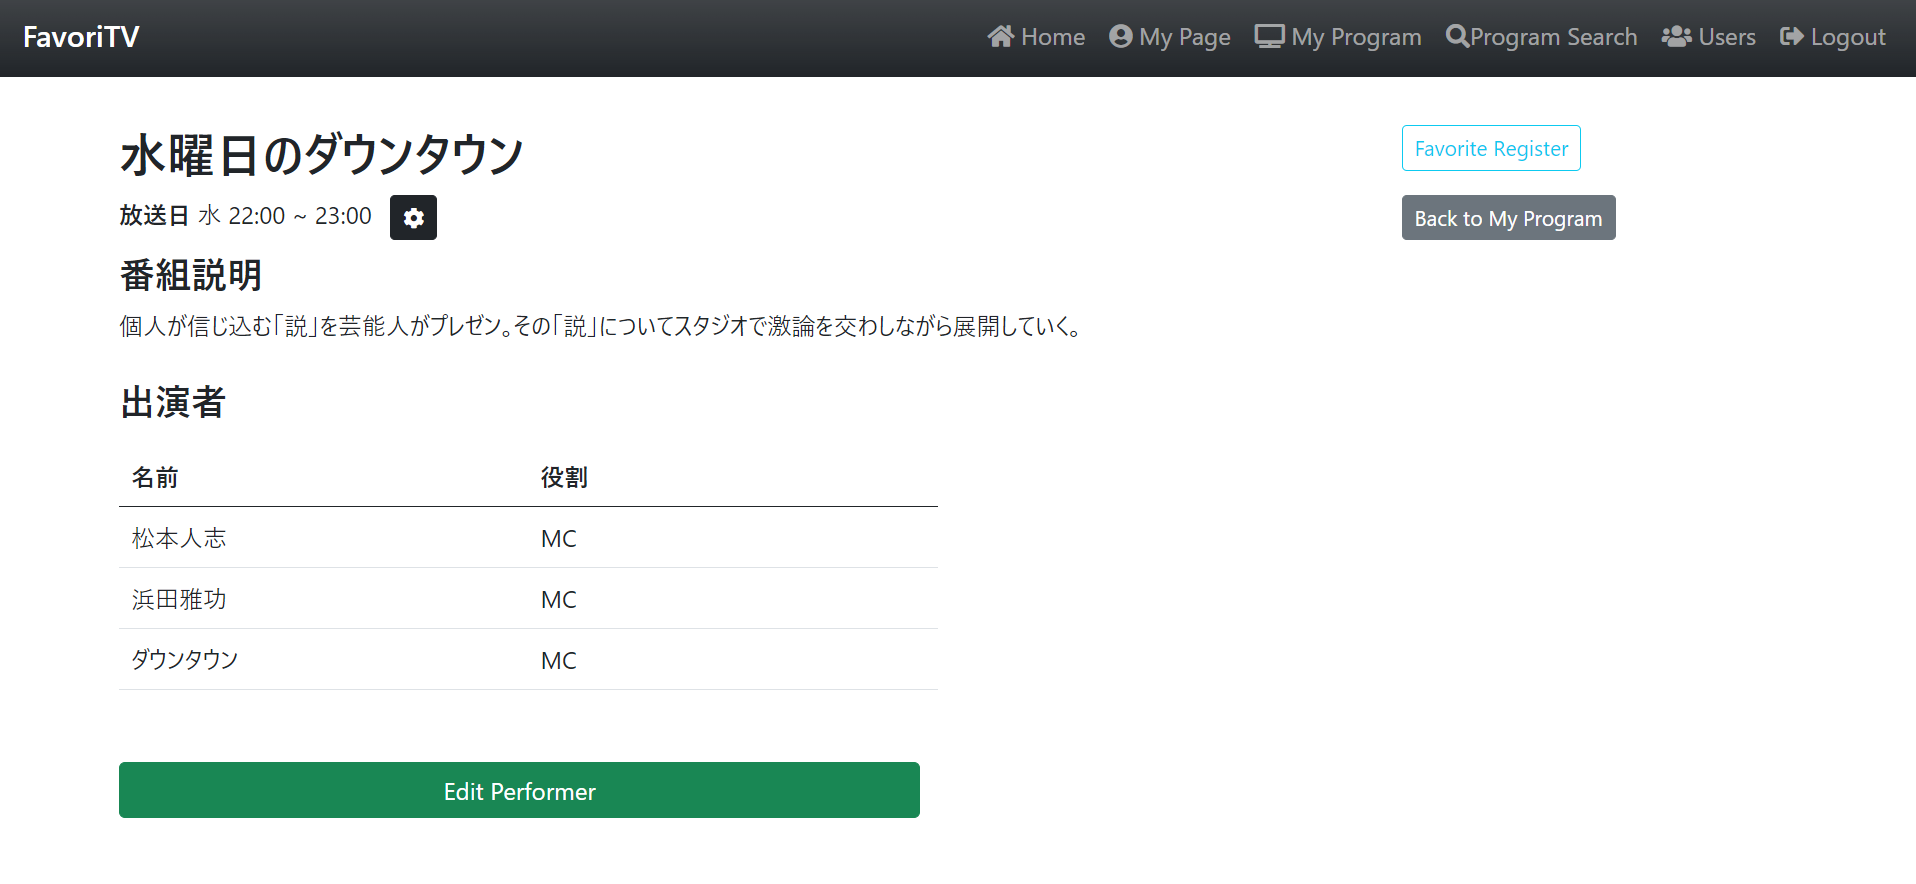 FavoriTV
Home My Page My Program Program Search Users Logout
水曜日のダウンタウン
Favorite Register
放送日 水 22:00 ~ 23:00
Back to My Program
番組説明
個人が信じ込む「説」を芸能人がプレゼン。その「説」についてスタジオで激論を交わしながら展開していく。
出演者
名前 役割
松本人志 MC
浜田雅功 MC
ダウンタウン MC
Edit Performer